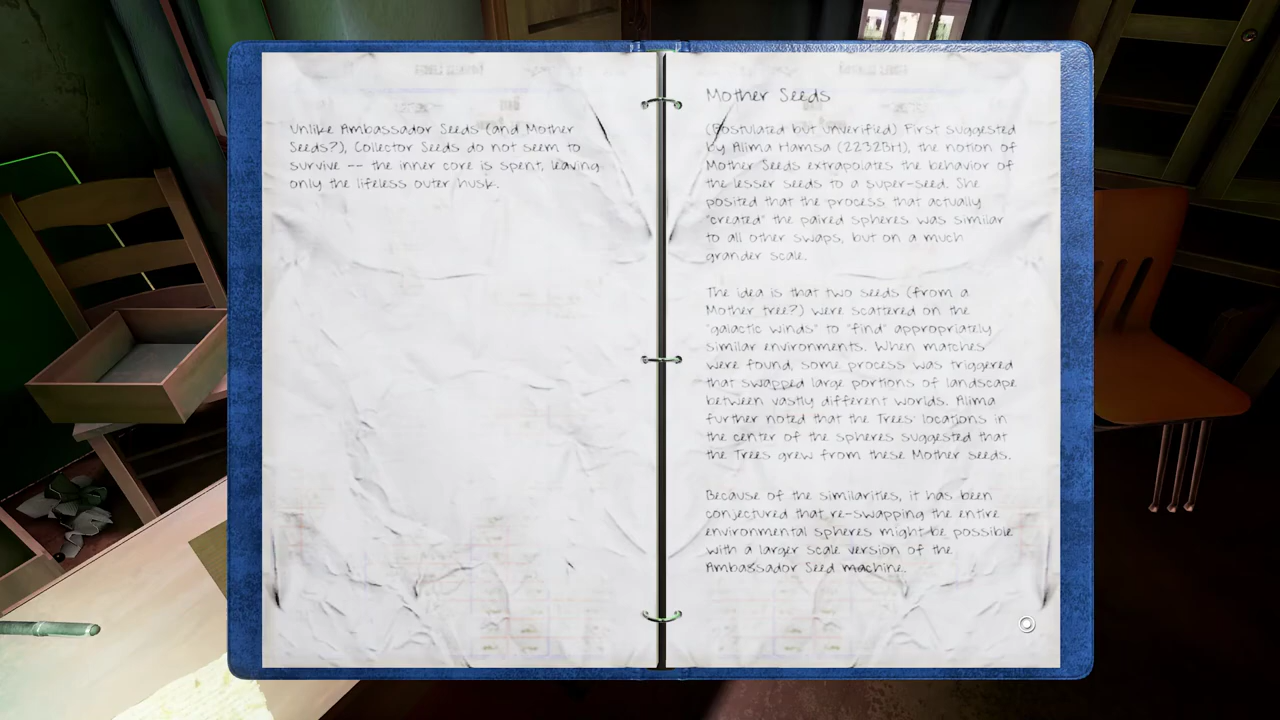 Unlike Ambassador Seeds (and Mother
Seeds?), Collector Seeds do not seem to
survive -- the inner core is spent, leaving
only the lifeless outer husk.
Mother Seeds
(Postulated but unverified) First suggested
by Alima Hamsa (2232BH), the notion of
Mother Seeds extrapolates the behavior of
the lesser seeds to a super-seed. She
posited that the process that actually
"created" the paired spheres was similar
to all other swaps, but on a much
grander scale.
The idea is that two seeds (from a
Mother tree?) were scattered on the
"galactic winds" to "find" appropriately
similar environments. When matches
were found, some process was triggered
that swapped large portions of landscape
between vastly different worlds. Alima
further noted that the Trees' locations in
the center of the spheres suggested that
the Trees grew from these Mother seeds.
Because of the similarities, it has been
conjectured that re-swapping the entire
environmental spheres might be possible
with a larger scale version of the
Ambassador Seed machine.